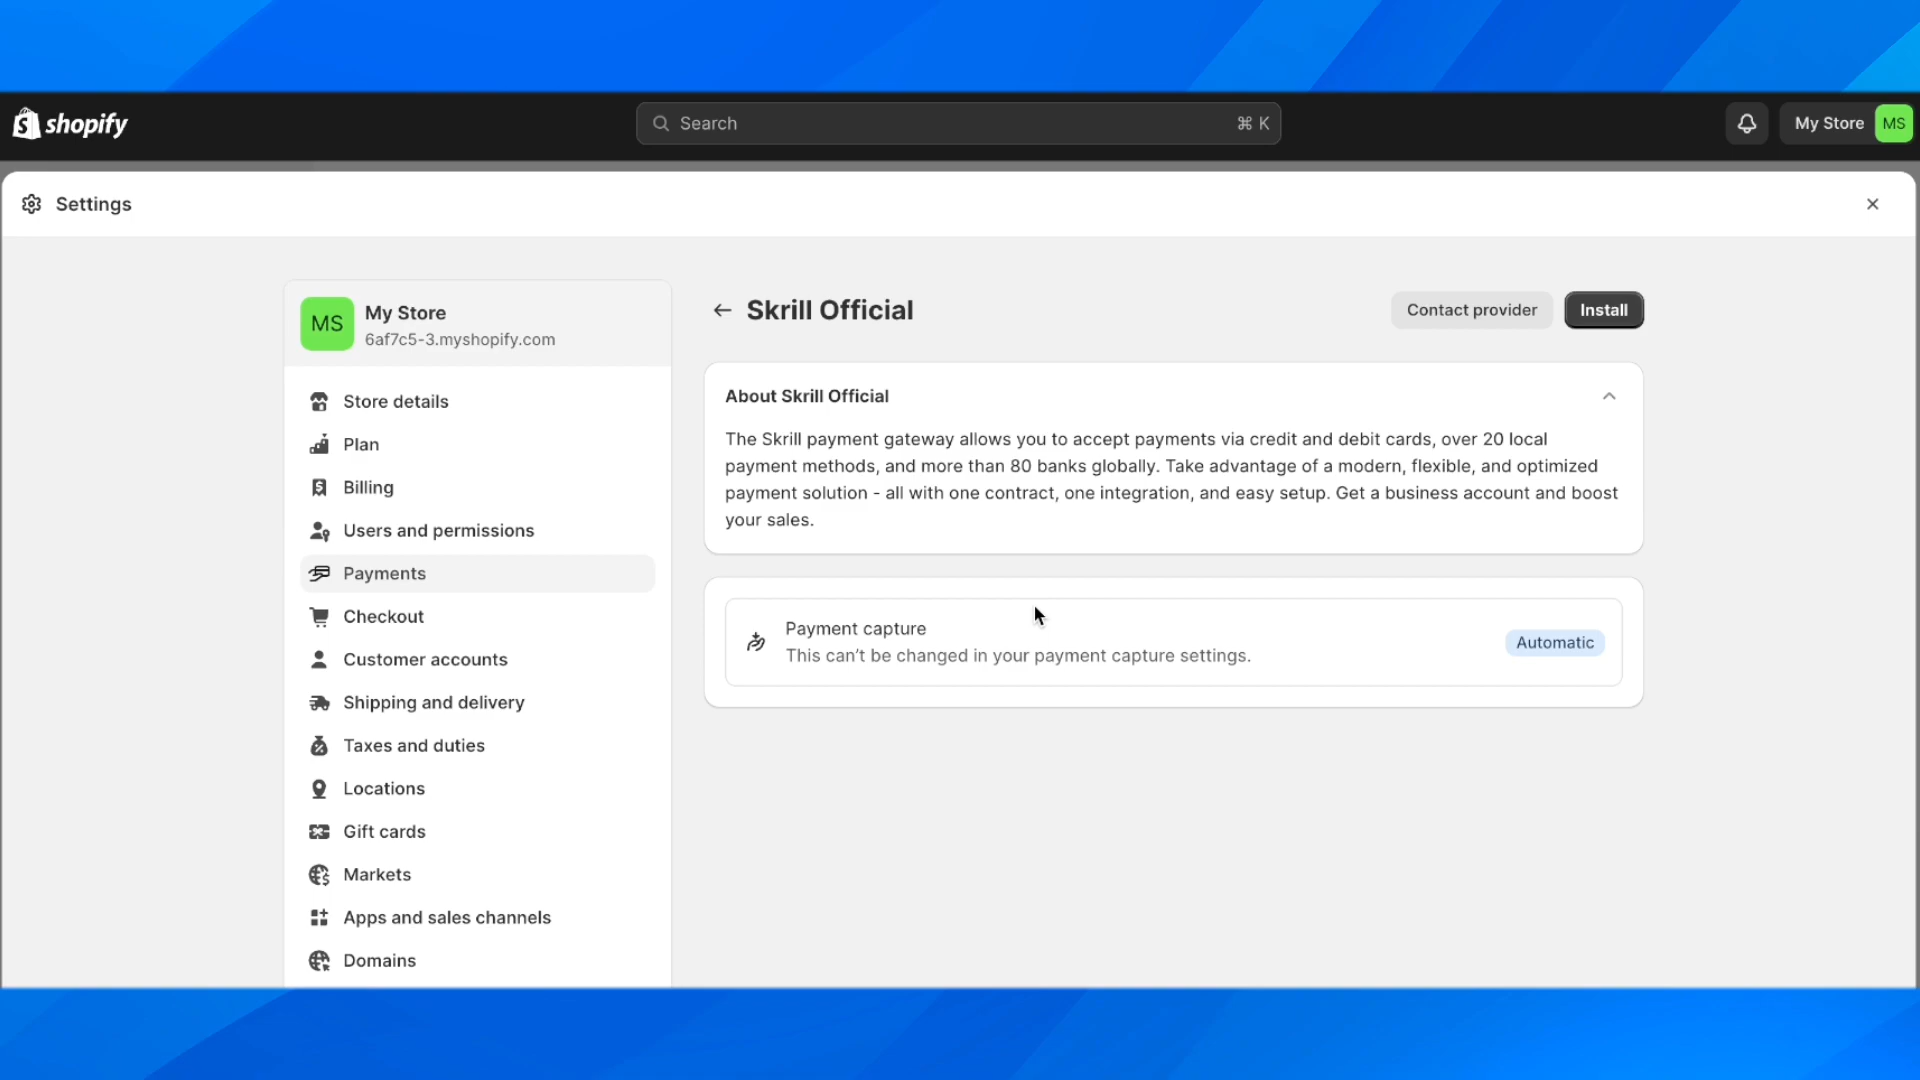 shopify
Search
⌘ K
My Store
MS
Settings
MS
My Store
6af7c5-3.myshopify.com
Store details
Plan
Billing
Users and permissions
Payments
Checkout
Customer accounts
Shipping and delivery
Taxes and duties
Locations
Gift cards
Markets
Apps and sales channels
Domains
Skrill Official
Contact provider
Install
About Skrill Official
The Skrill payment gateway allows you to accept payments via credit and debit cards, over 20 local
payment methods, and more than 80 banks globally. Take advantage of a modern, flexible, and optimized
payment solution - all with one contract, one integration, and easy setup. Get a business account and boost
your sales.
Payment capture
This can’t be changed in your payment capture settings.
Automatic